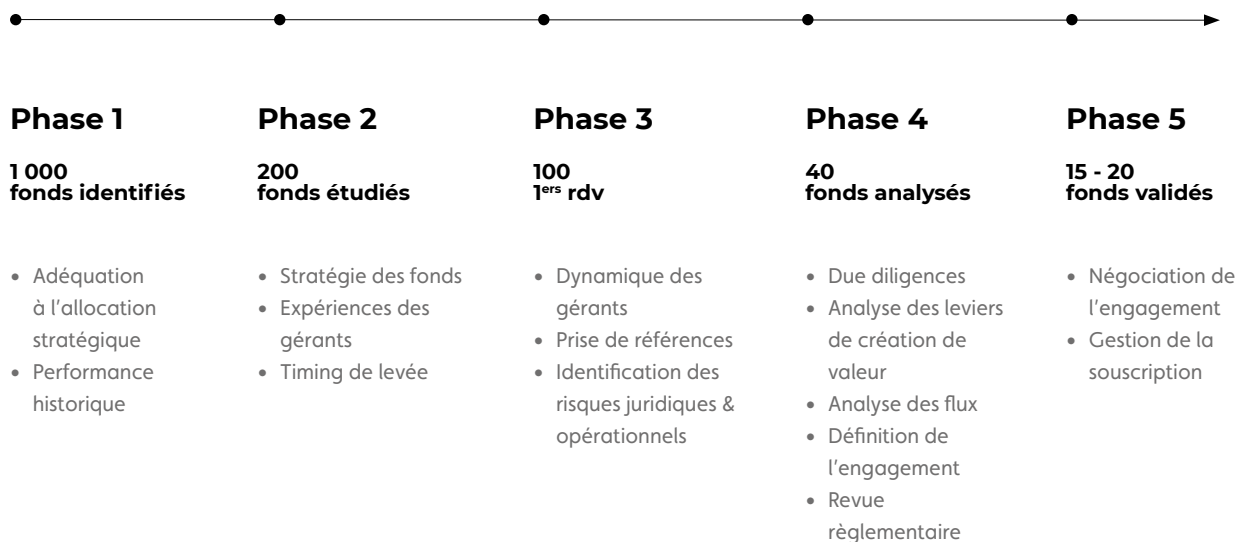 Phase 1
1 000
fonds identifiés
• Adéquation
à l’allocation
stratégique
• Performance
historique
Phase 2
200
fonds étudiés
• Stratégie des fonds
• Expériences des
gérants
• Timing de levée
Phase 3
100
1ers rdv
• Dynamique des
gérants
• Prise de références
• Identification des
risques juridiques &
opérationnels
Phase 4
40
fonds analysés
• Due diligences
• Analyse des leviers
de création de
valeur
• Analyse des flux
• Définition de
l’engagement
• Revue
règlementaire
Phase 5
15 - 20
fonds validés
• Négociation de
l’engagement
• Gestion de la
souscription